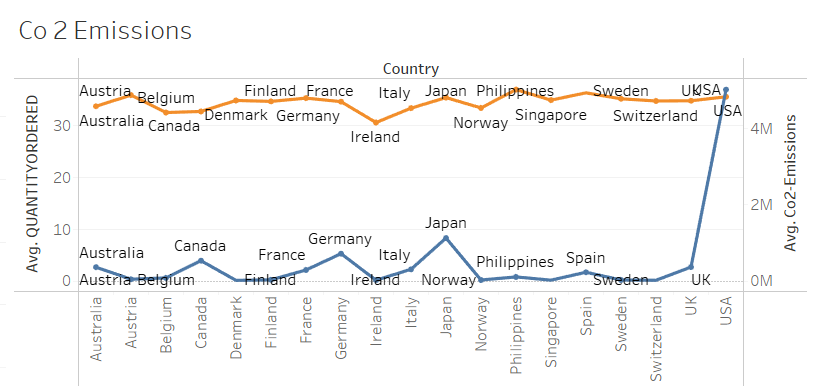 Co 2 Emissions
Country
Avg. QUANTITYORDERED
30
20
10
0
Avg. Co2-Emissions
4M
2M
0M
Austria
Belgium
Finland
France
Italy
Japan
Philippines
Sweden
UK
USA
Australia
Canada
Denmark
Germany
Ireland
Norway
Singapore
Switzerland
USA
Australia
Canada
France
Germany
Italy
Japan
Philippines
Spain
Austria
Belgium
Finland
Ireland
Norway
Sweden
UK
Australia
Austria
Belgium
Canada
Denmark
Finland
France
Germany
Ireland
Italy
Japan
Norway
Philippines
Singapore
Spain
Sweden
Switzerland
UK
USA